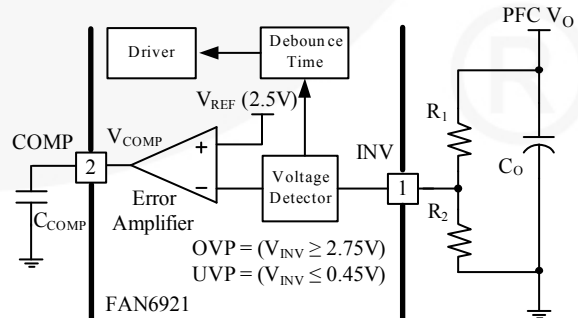 PFC V_O
Driver
Debounce Time
V_REF (2.5V)
R_1
COMP
V_COMP
+
INV
C_O
2
−
Voltage Detector
1
R_2
C_COMP
Error Amplifier
OVP = (V_INV ≥ 2.75V)
UVP = (V_INV ≤ 0.45V)
FAN6921